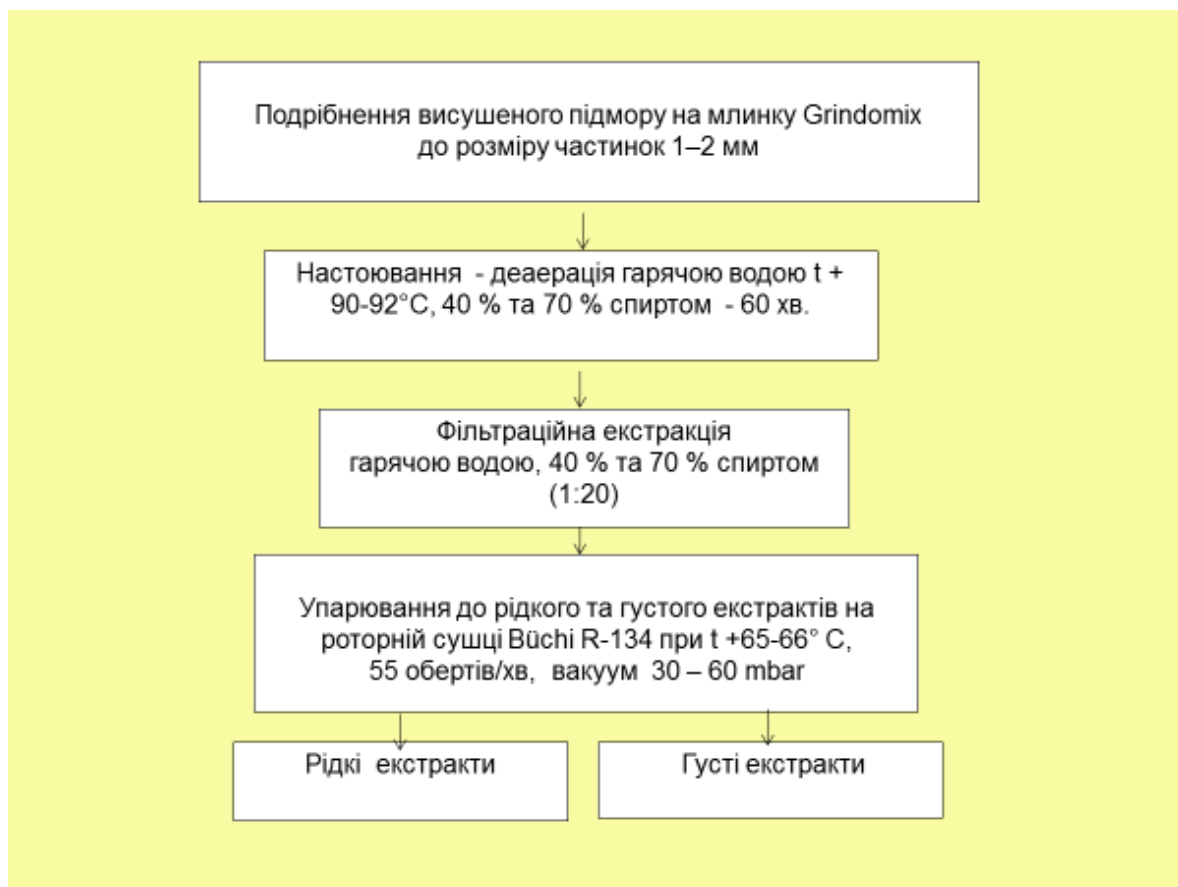 Подрібнення висушеного підмору на млинку Grindomix
до розміру частинок 1–2 мм
Настоювання - деаерація гарячою водою t +
90-92°C, 40 % та 70 % спиртом - 60 хв.
Фільтраційна екстракція
гарячою водою, 40 % та 70 % спиртом
(1:20)
Упарювання до рідкого та густого екстрактів на
роторній сушці Büchi R-134 при t +65-66° C,
55 обертів/хв, вакуум 30 – 60 mbar
Рідкі екстракти
Густі екстракти